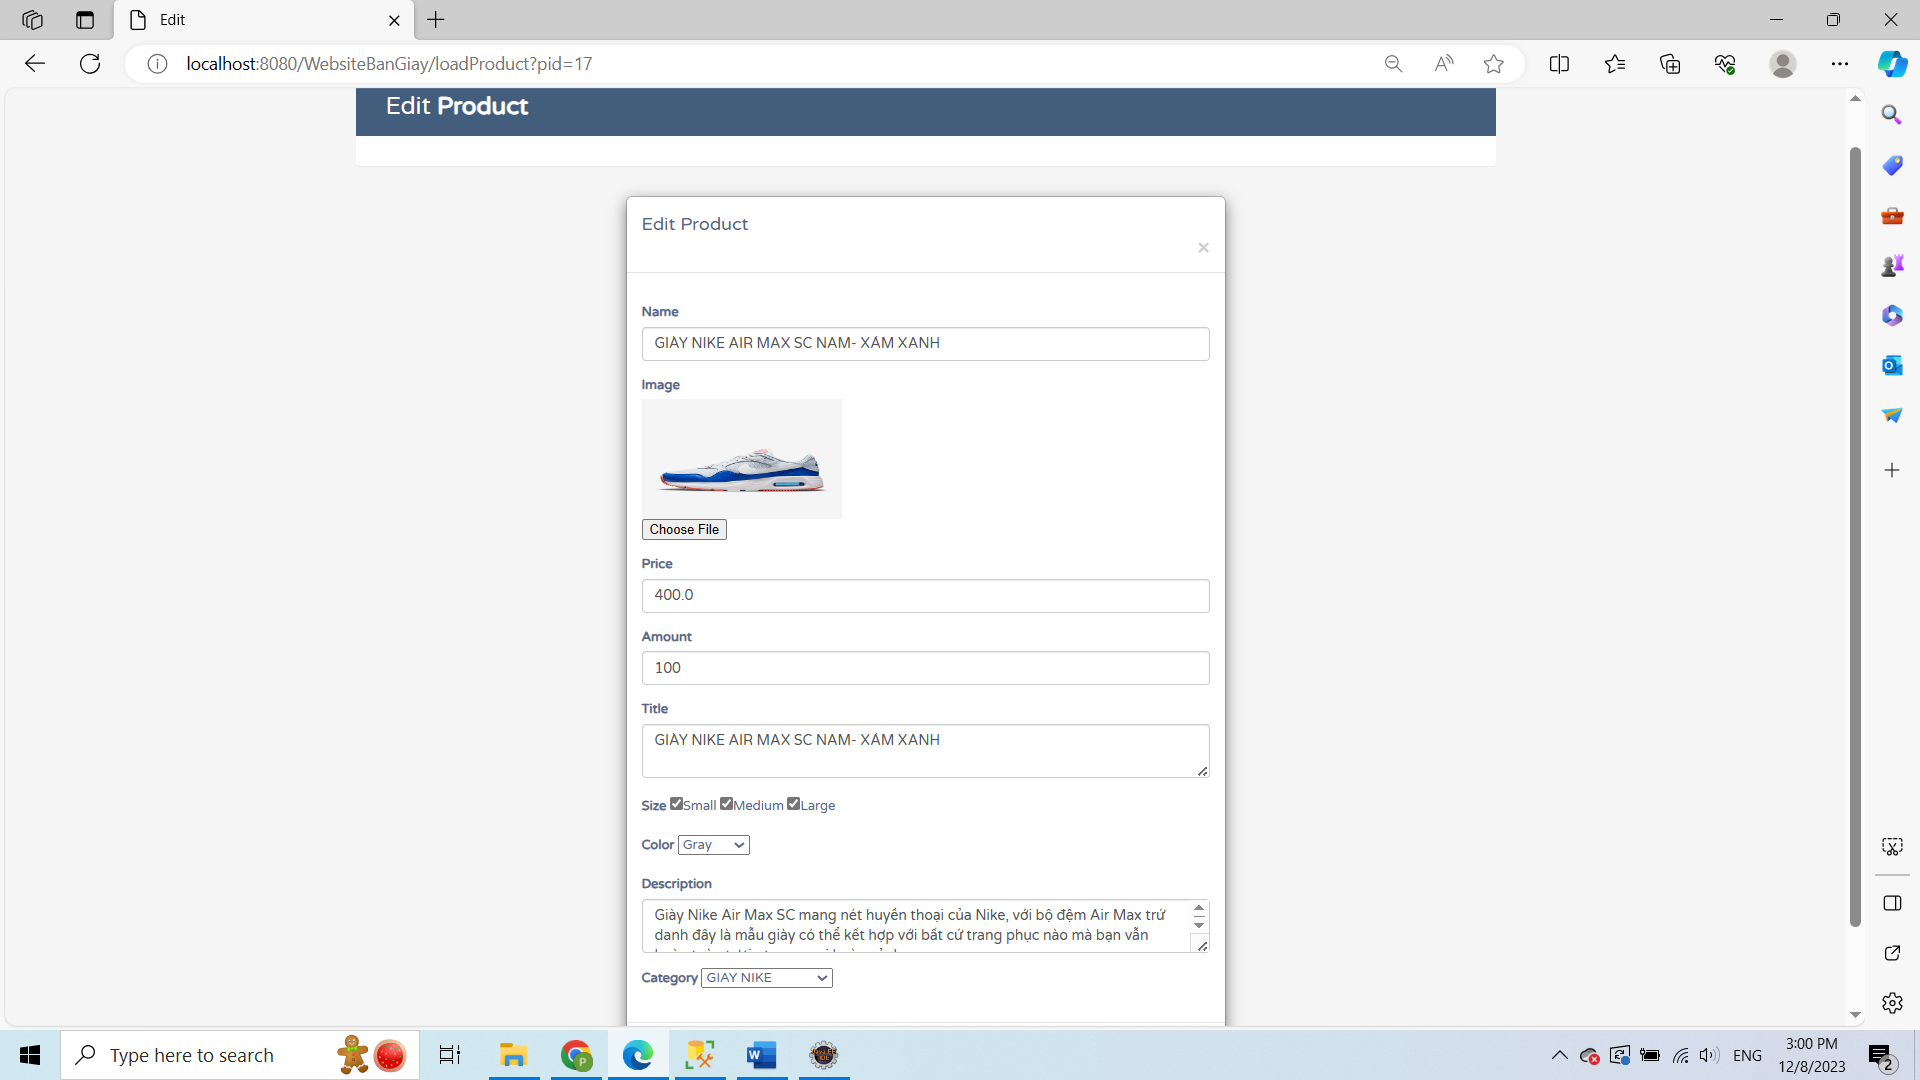 Edit
localhost:8080/WebsiteBanGiay/loadProduct?pid=17
Edit Product
Edit Product
×
Name
GIÀY NIKE AIR MAX SC NAM- XÁM XANH
Image
Choose File
Price
400.0
Amount
100
Title
GIÀY NIKE AIR MAX SC NAM- XÁM XANH
Size Small Medium Large
Color Gray
Description
Giày Nike Air Max SC mang nét huyền thoại của Nike, với bộ đệm Air Max trứ
danh đây là mẫu giày có thể kết hợp với bất cứ trang phục nào mà bạn vẫn
Category GIÀY NIKE
Type here to search
ENG
3:00 PM
12/8/2023
2